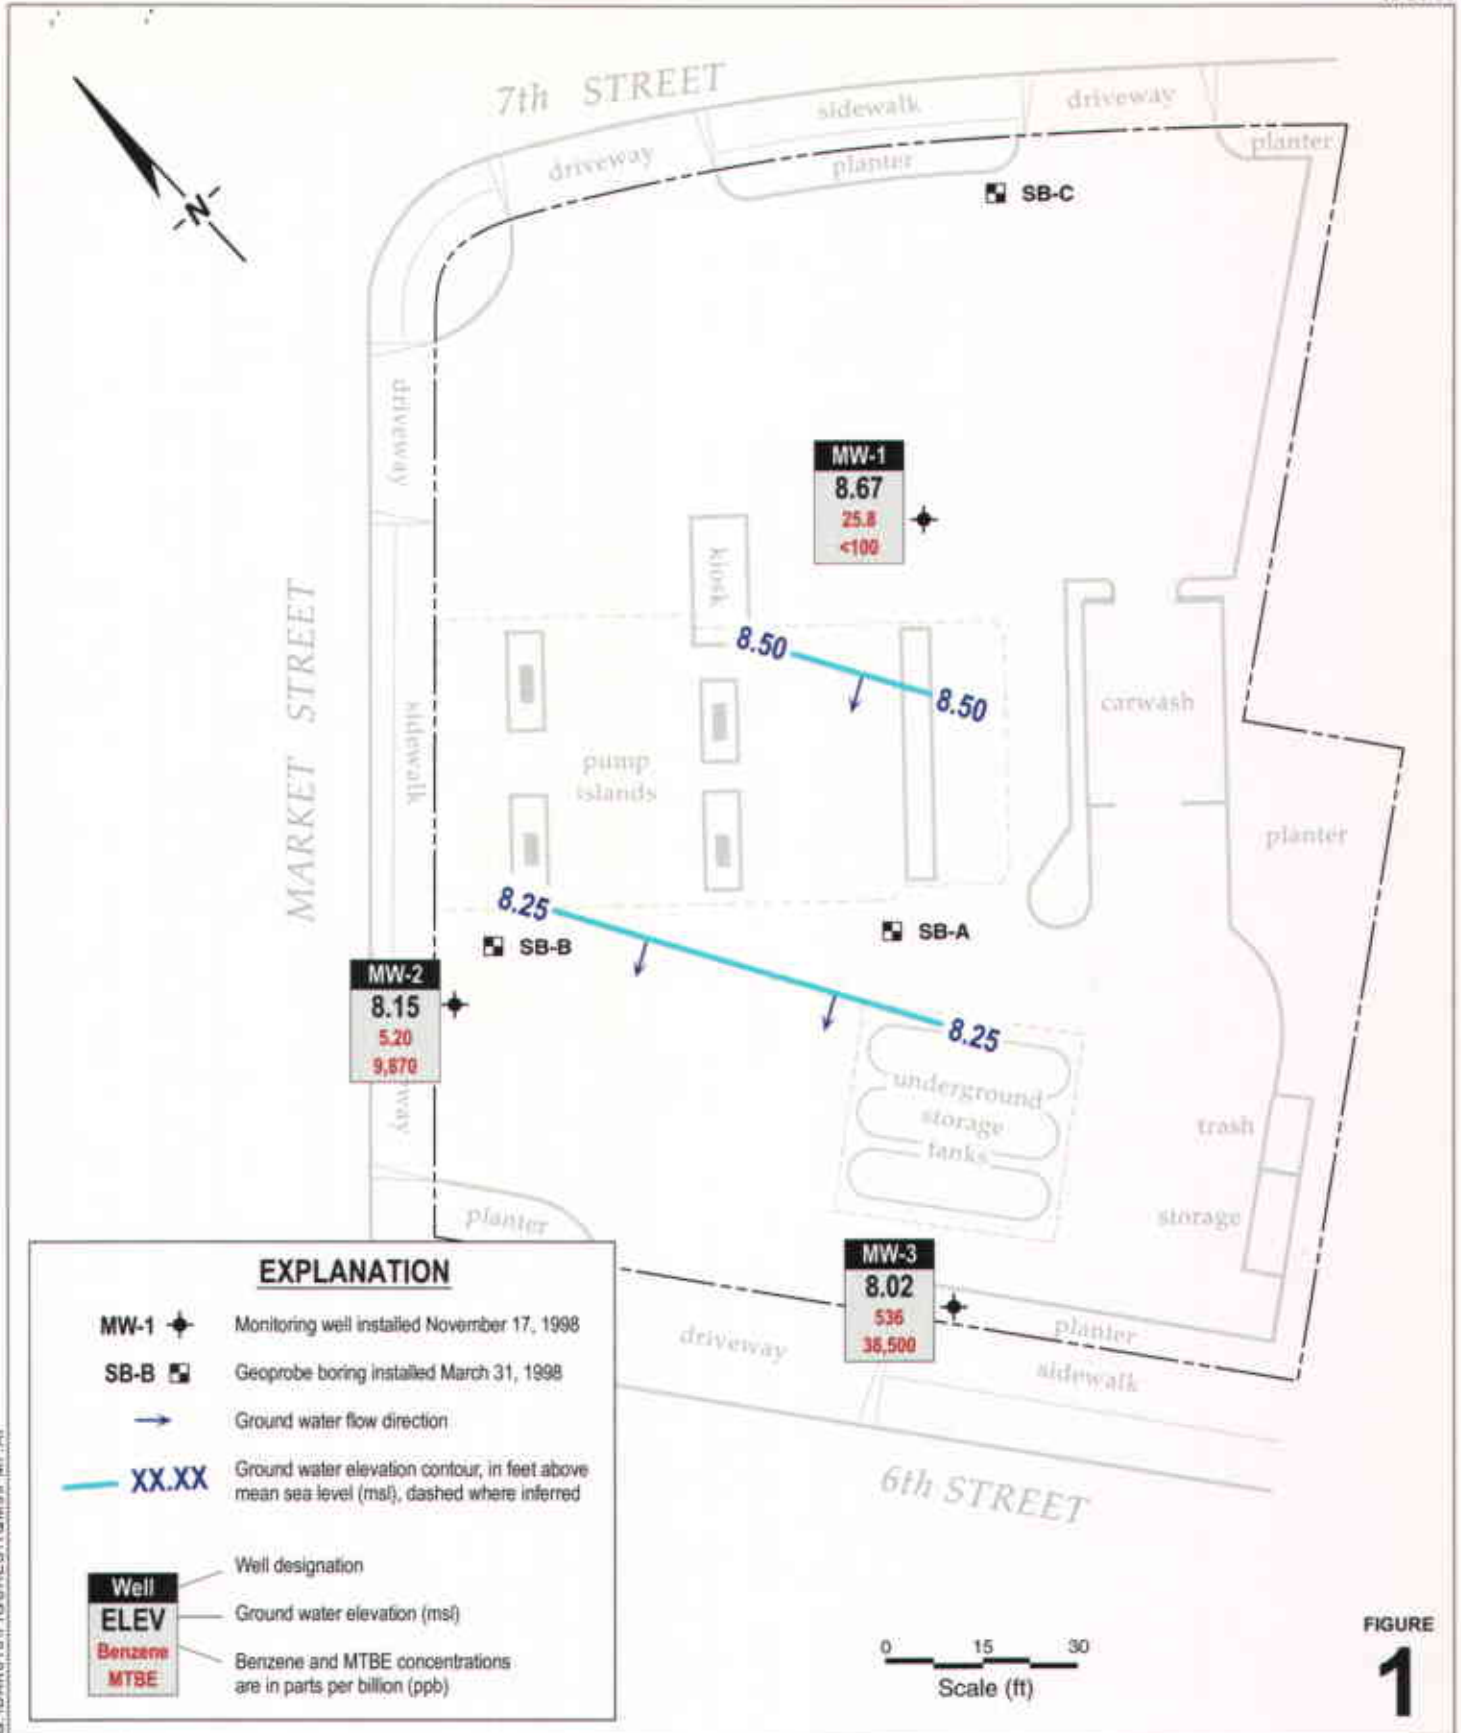 7th STREET
sidewalk
driveway
driveway
planter
planter
N
SB-C
driveway
MW-1
8.67
25.8
<100
kiosk
8.50
8.50
carwash
MARKET STREET
sidewalk
pump
islands
planter
8.25
SB-B
SB-A
MW-2
8.15
5.20
9,870
8.25
way
underground
storage
tanks
trash
storage
planter
MW-3
8.02
536
38,500
driveway
planter
sidewalk
6th STREET
EXPLANATION
MW-1 Monitoring well installed November 17, 1998
SB-B Geoprobe boring installed March 31, 1998
Ground water flow direction
XX.XX Ground water elevation contour, in feet above
mean sea level (msl), dashed where inferred
Well designation
Well
ELEV Ground water elevation (msl)
Benzene
MTBE
Benzene and MTBE concentrations
are in parts per billion (ppb)
0 15 30
Scale (ft)
FIGURE
1